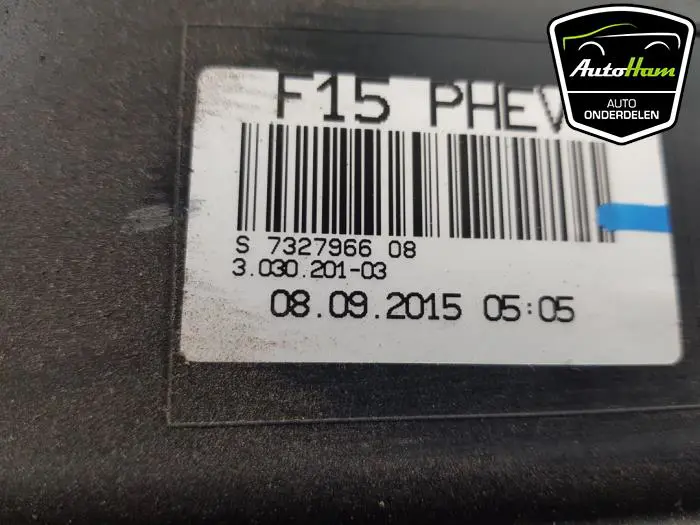 AutoHam
AUTO
ONDERDELEN
F15 PHEV
S 7327966 08
3.030.201-03
08.09.2015 05:05